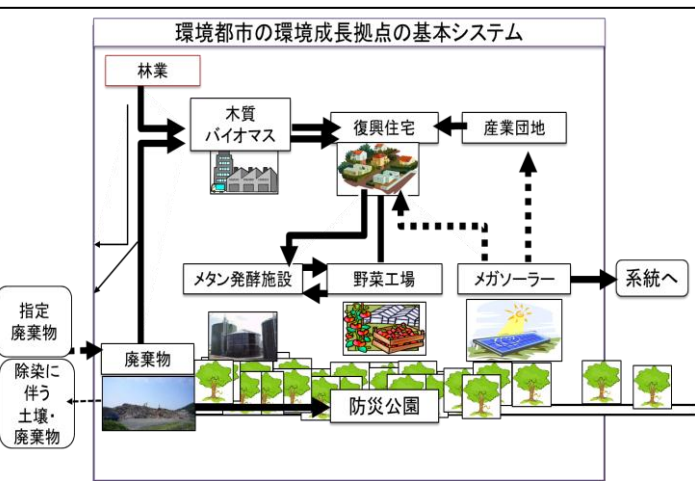 環境都市の環境成長拠点の基本システム
林業
木質
バイオマス
復興住宅
産業団地
メタン発酵施設
野菜工場
メガソーラー
系統へ
指定
廃棄物
廃棄物
除染に
伴う
土壌・
廃棄物
防災公園